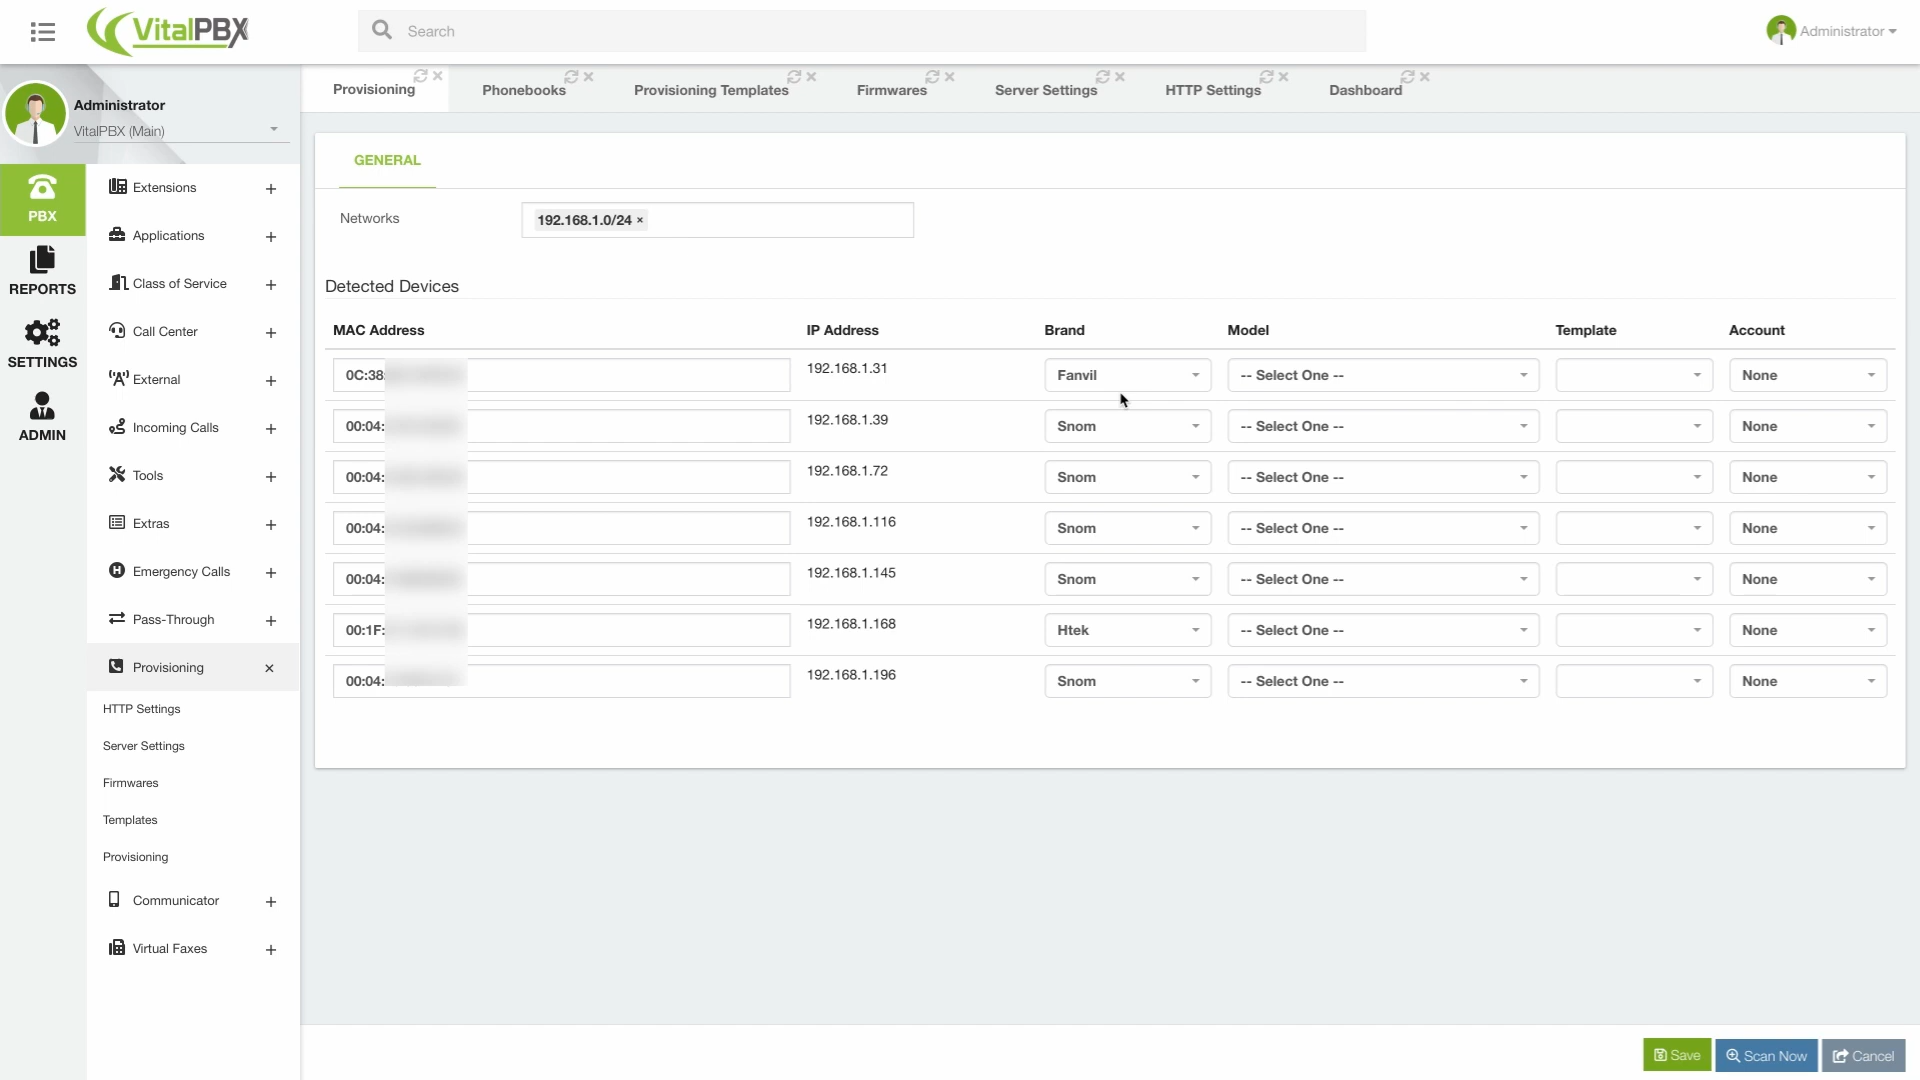 VitalPBX
Search
Administrator
Administrator
VitalPBX (Main)
Provisioning
Phonebooks
Provisioning Templates
Firmwares
Server Settings
HTTP Settings
Dashboard
PBX
REPORTS
SETTINGS
ADMIN
Extensions +
Applications +
Class of Service +
Call Center +
External +
Incoming Calls +
Tools +
Extras +
Emergency Calls +
Pass-Through +
Provisioning ×
HTTP Settings
Server Settings
Firmwares
Templates
Provisioning
Communicator +
Virtual Faxes +
GENERAL
Networks 192.168.1.0/24 ×
Detected Devices
MAC Address IP Address Brand Model Template Account
0C:38: 192.168.1.31 Fanvil -- Select One -- None
00:04: 192.168.1.39 Snom -- Select One -- None
00:04: 192.168.1.72 Snom -- Select One -- None
00:04: 192.168.1.116 Snom -- Select One -- None
00:04: 192.168.1.145 Snom -- Select One -- None
00:1F: 192.168.1.168 Htek -- Select One -- None
00:04: 192.168.1.196 Snom -- Select One -- None
Save Scan Now Cancel